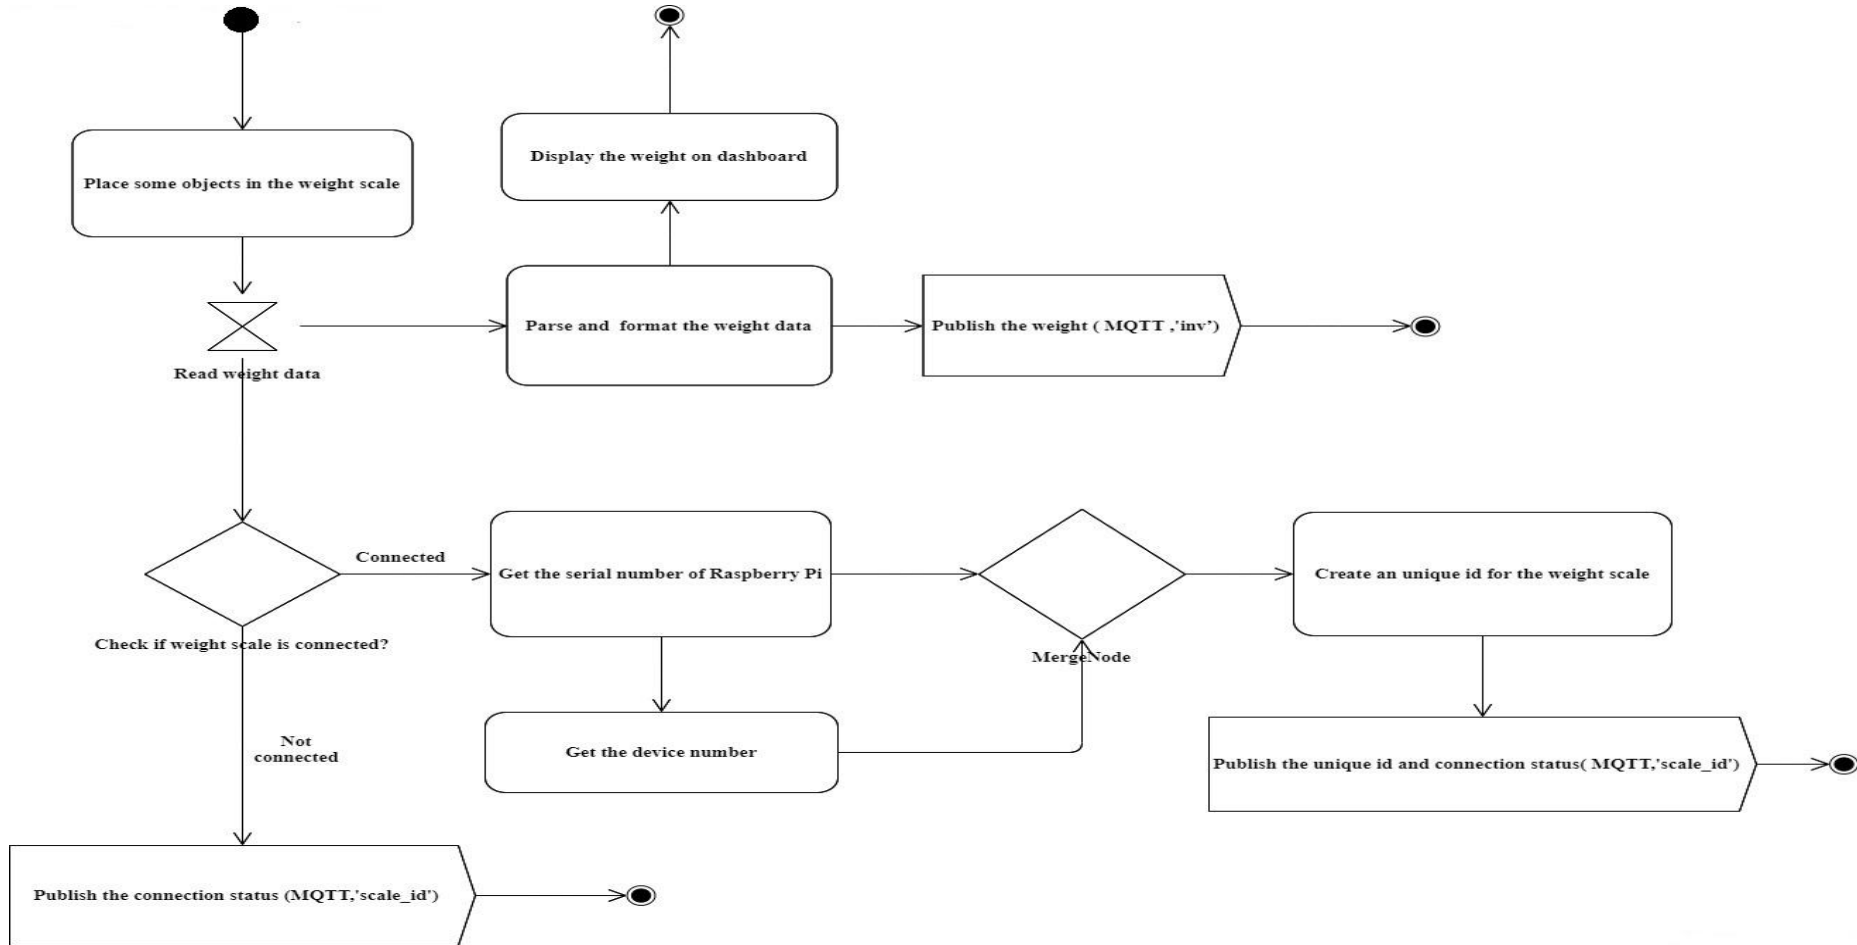 Display the weight on dashboard
Place some objects in the weight scale
Parse and  format the weight data
Publish the weight ( MQTT ,'inv')
Read weight data
Connected
Get the serial number of Raspberry Pi
Create an unique id for the weight scale
Check if weight scale is connected?
MergeNode
Not
connected
Get the device number
Publish the unique id and connection status( MQTT,'scale_id')
Publish the connection status (MQTT,'scale_id')